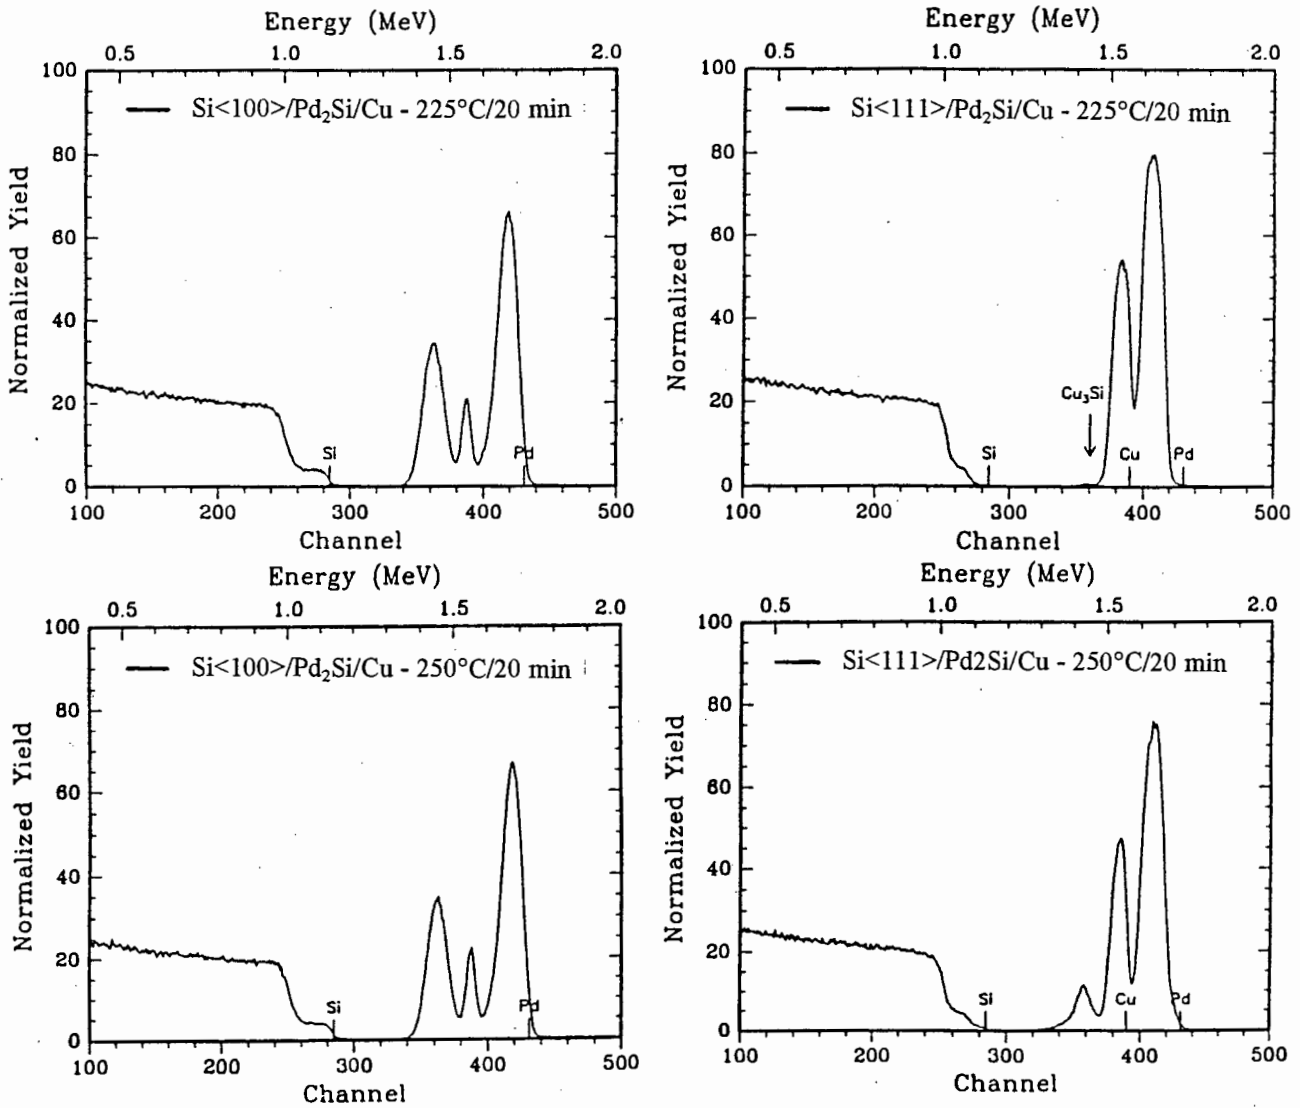 Energy (MeV)
0.5 1.0 1.5 2.0
100
80
60
40
20
0
Normalized Yield
Si<100>/Pd₂Si/Cu - 225°C/20 min
Si
Pd
100 200 300 400 500
Channel
Energy (MeV)
0.5 1.0 1.5 2.0
100
80
60
40
20
0
Normalized Yield
Si<111>/Pd₂Si/Cu - 225°C/20 min
Cu₃Si
Si
Cu
Pd
100 200 300 400 500
Channel
Energy (MeV)
0.5 1.0 1.5 2.0
100
80
60
40
20
0
Normalized Yield
Si<100>/Pd₂Si/Cu - 250°C/20 min
Si
Pd
100 200 300 400 500
Channel
Energy (MeV)
0.5 1.0 1.5 2.0
100
80
60
40
20
0
Normalized Yield
Si<111>/Pd2Si/Cu - 250°C/20 min
Si
Cu
Pd
100 200 300 400 500
Channel